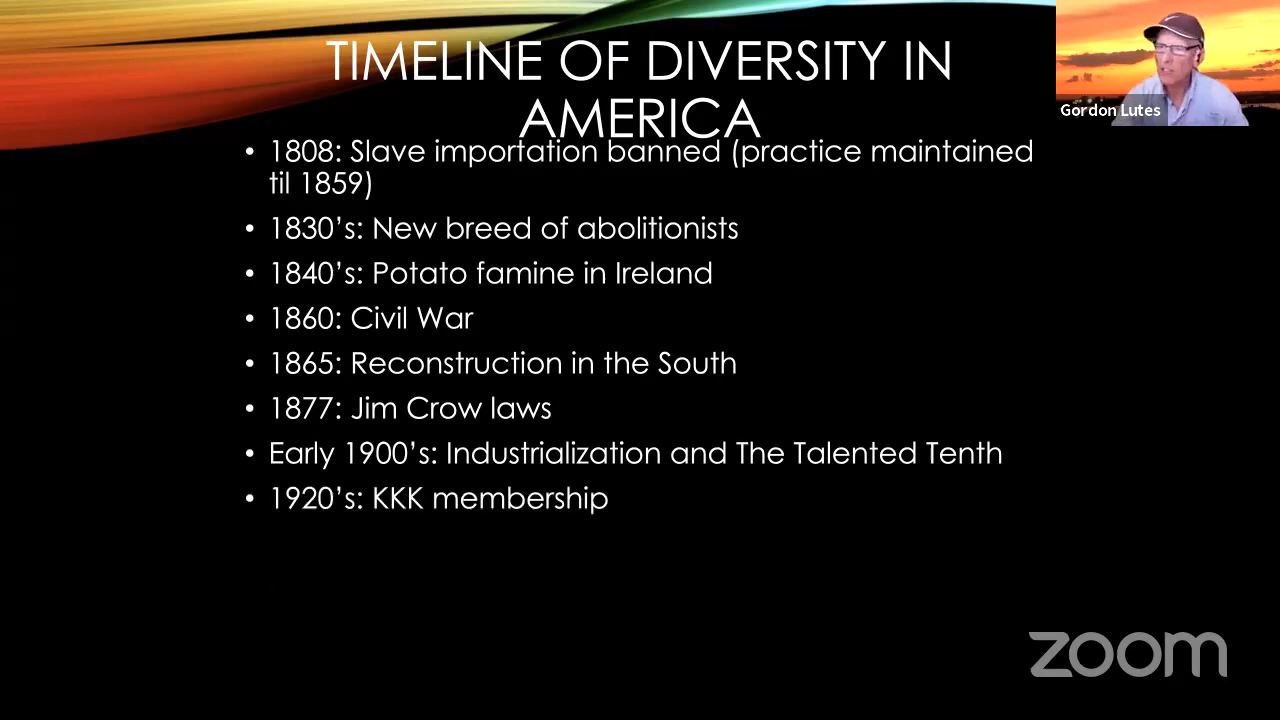 TIMELINE OF DIVERSITY IN
AMERICA
• 1808: Slave importation banned (practice maintained
til 1859)
• 1830’s: New breed of abolitionists
• 1840’s: Potato famine in Ireland
• 1860: Civil War
• 1865: Reconstruction in the South
• 1877: Jim Crow laws
• Early 1900’s: Industrialization and The Talented Tenth
• 1920’s: KKK membership
Gordon Lutes
zoom